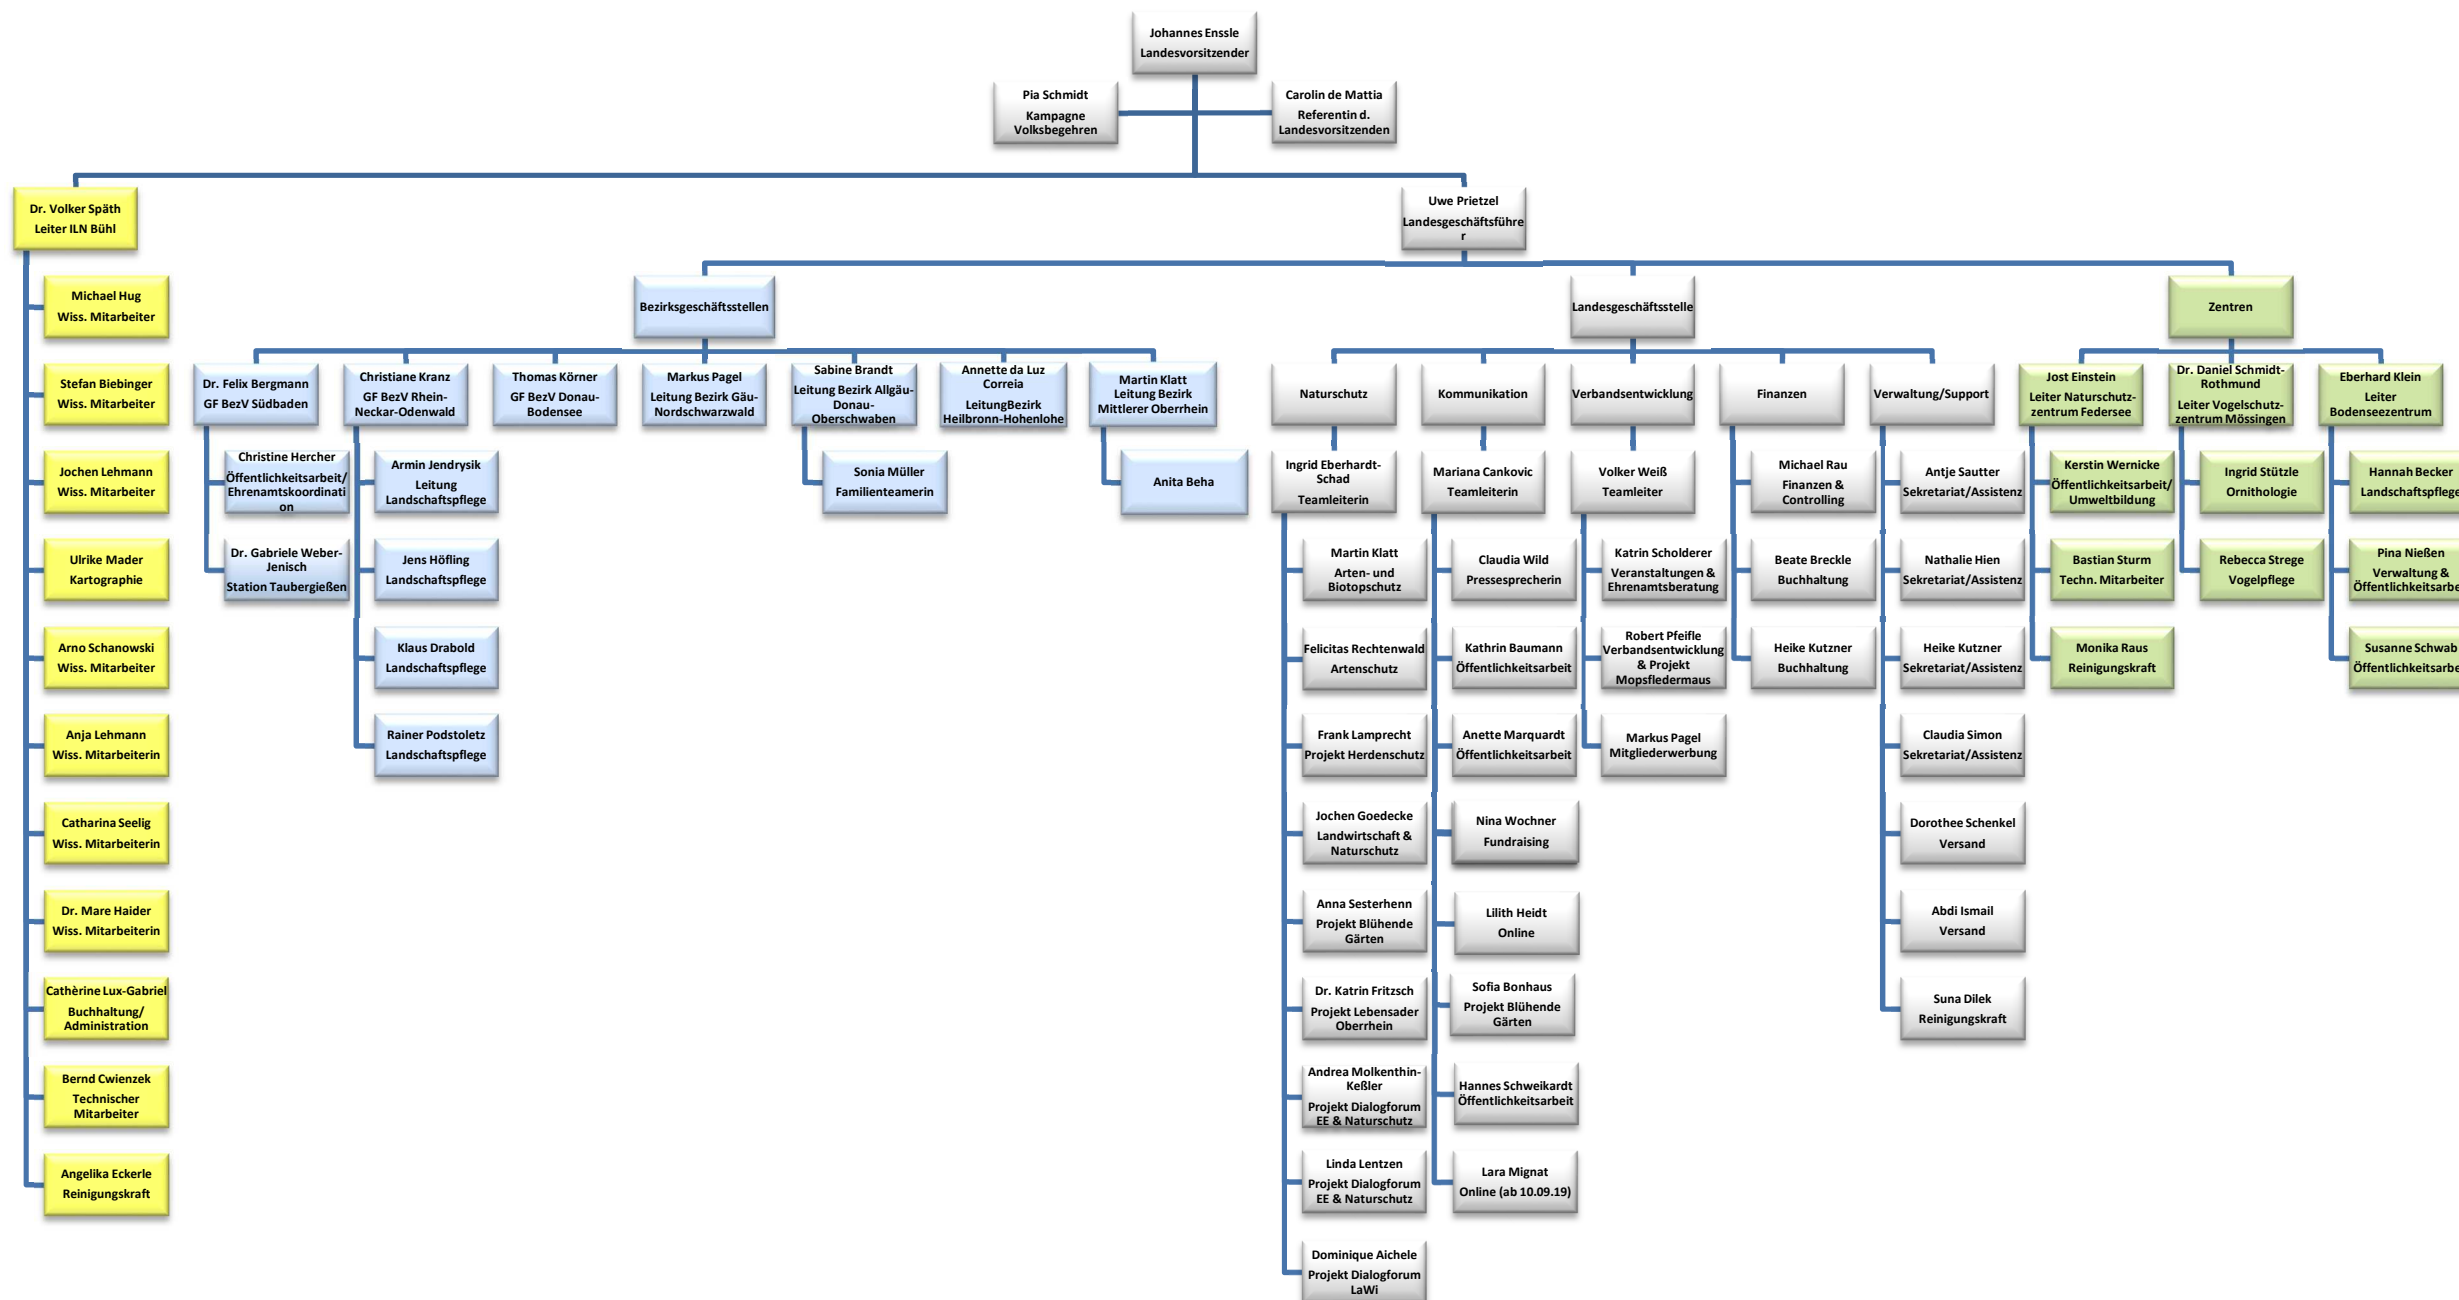 Johannes Enssle
Landesvorsitzender
Pia Schmidt
Kampagne
Volksbegehren
Carolin de Mattia
Referentin d.
Landesvorsitzenden
Dr. Volker Späth
Leiter ILN Bühl
Uwe Prietzel
Landesgeschäftsführe
r
Michael Hug
Wiss. Mitarbeiter
Stefan Biebinger
Wiss. Mitarbeiter
Jochen Lehmann
Wiss. Mitarbeiter
Ulrike Mader
Kartographie
Arno Schanowski
Wiss. Mitarbeiter
Anja Lehmann
Wiss. Mitarbeiterin
Catharina Seelig
Wiss. Mitarbeiterin
Dr. Mare Haider
Wiss. Mitarbeiterin
Cathèrine Lux-Gabriel
Buchhaltung/
Administration
Bernd Cwienzek
Technischer
Mitarbeiter
Angelika Eckerle
Reinigungskraft
Bezirksgeschäftsstellen
Dr. Felix Bergmann
GF BezV Südbaden
Christine Hercher
Öffentlichkeitsarbeit/
Ehrenamtskoordinati
on
Dr. Gabriele Weber-
Jenisch
Station Taubergießen
Christiane Kranz
GF BezV Rhein-
Neckar-Odenwald
Armin Jendrysik
Leitung
Landschaftspflege
Jens Höfling
Landschaftspflege
Klaus Drabold
Landschaftspflege
Rainer Podstoletz
Landschaftspflege
Thomas Körner
GF BezV Donau-
Bodensee
Markus Pagel
Leitung Bezirk Gäu-
Nordschwarzwald
Sabine Brandt
Leitung Bezirk Allgäu-
Donau-
Oberschwaben
Sonia Müller
Familienteamerin
Annette da Luz
Correia
LeitungBezirk
Heilbronn-Hohenlohe
Martin Klatt
Leitung Bezirk
Mittlerer Oberrhein
Anita Beha
Landesgeschäftsstelle
Naturschutz
Ingrid Eberhardt-
Schad
Teamleiterin
Martin Klatt
Arten- und
Biotopschutz
Felicitas Rechtenwald
Artenschutz
Frank Lamprecht
Projekt Herdenschutz
Jochen Goedecke
Landwirtschaft &
Naturschutz
Anna Sesterhenn
Projekt Blühende
Gärten
Dr. Katrin Fritzsch
Projekt Lebensader
Oberrhein
Andrea Molkenthin-
Keßler
Projekt Dialogforum
EE & Naturschutz
Linda Lentzen
Projekt Dialogforum
EE & Naturschutz
Dominique Aichele
Projekt Dialogforum
LaWi
Kommunikation
Mariana Cankovic
Teamleiterin
Claudia Wild
Pressesprecherin
Kathrin Baumann
Öffentlichkeitsarbeit
Anette Marquardt
Öffentlichkeitsarbeit
Nina Wochner
Fundraising
Lilith Heidt
Online
Sofia Bonhaus
Projekt Blühende
Gärten
Hannes Schweikardt
Öffentlichkeitsarbeit
Lara Mignat
Online (ab 10.09.19)
Verbandsentwicklung
Volker Weiß
Teamleiter
Katrin Scholderer
Veranstaltungen &
Ehrenamtsberatung
Robert Pfeifle
Verbandsentwicklung
& Projekt
Mopsfledermaus
Markus Pagel
Mitgliederwerbung
Finanzen
Michael Rau
Finanzen &
Controlling
Beate Breckle
Buchhaltung
Heike Kutzner
Buchhaltung
Verwaltung/Support
Antje Sautter
Sekretariat/Assistenz
Nathalie Hien
Sekretariat/Assistenz
Heike Kutzner
Sekretariat/Assistenz
Claudia Simon
Sekretariat/Assistenz
Dorothee Schenkel
Versand
Abdi Ismail
Versand
Suna Dilek
Reinigungskraft
Zentren
Jost Einstein
Leiter Naturschutz-
zentrum Federsee
Kerstin Wernicke
Öffentlichkeitsarbeit/
Umweltbildung
Bastian Sturm
Techn. Mitarbeiter
Monika Raus
Reinigungskraft
Dr. Daniel Schmidt-
Rothmund
Leiter Vogelschutz-
zentrum Mössingen
Ingrid Stützle
Ornithologie
Rebecca Strege
Vogelpflege
Eberhard Klein
Leiter
Bodenseezentrum
Hannah Becker
Landschaftspflege
Pina Nießen
Verwaltung &
Öffentlichkeitsarbe
Susanne Schwab
Öffentlichkeitsarbe